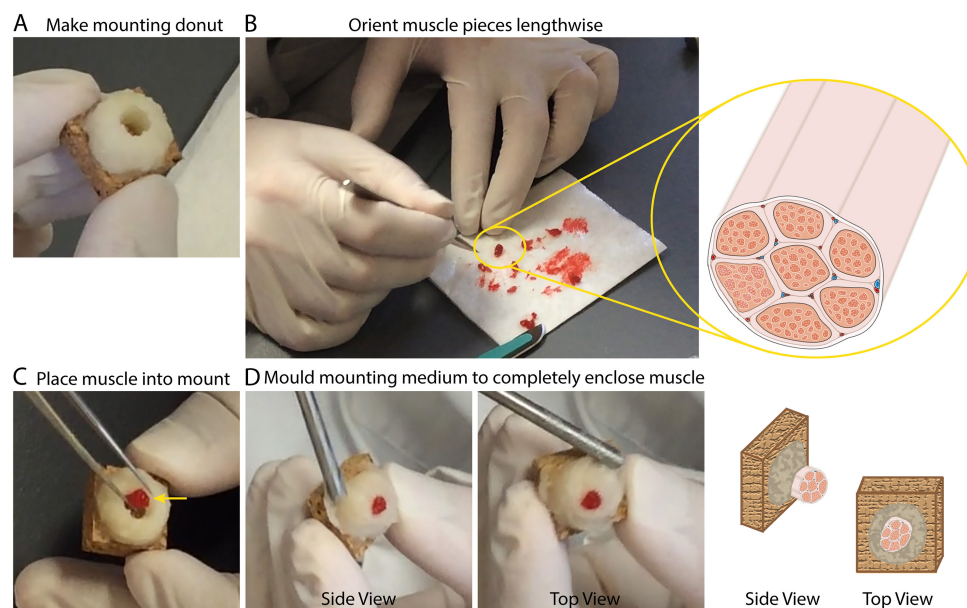 A Make mounting donut
B Orient muscle pieces lengthwise
C Place muscle into mount
D Mould mounting medium to completely enclose muscle
Side View
Top View
Side View
Top View